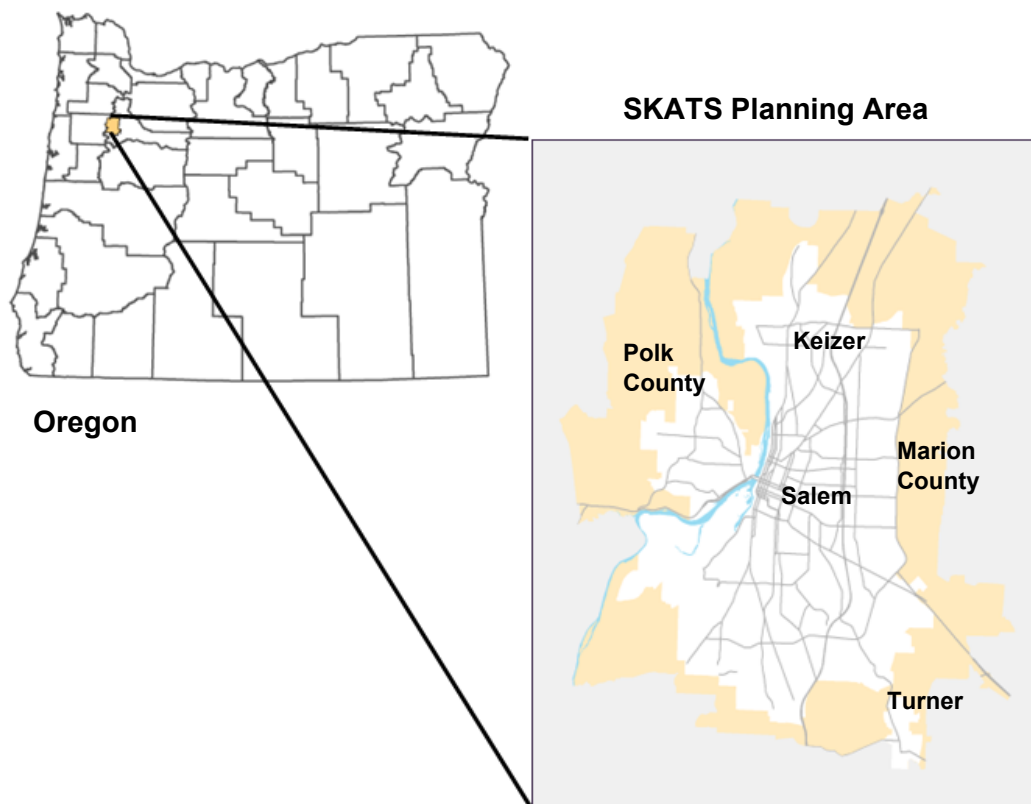 SKATS Planning Area
Oregon
Keizer
Polk
County
Marion
County
Salem
Turner